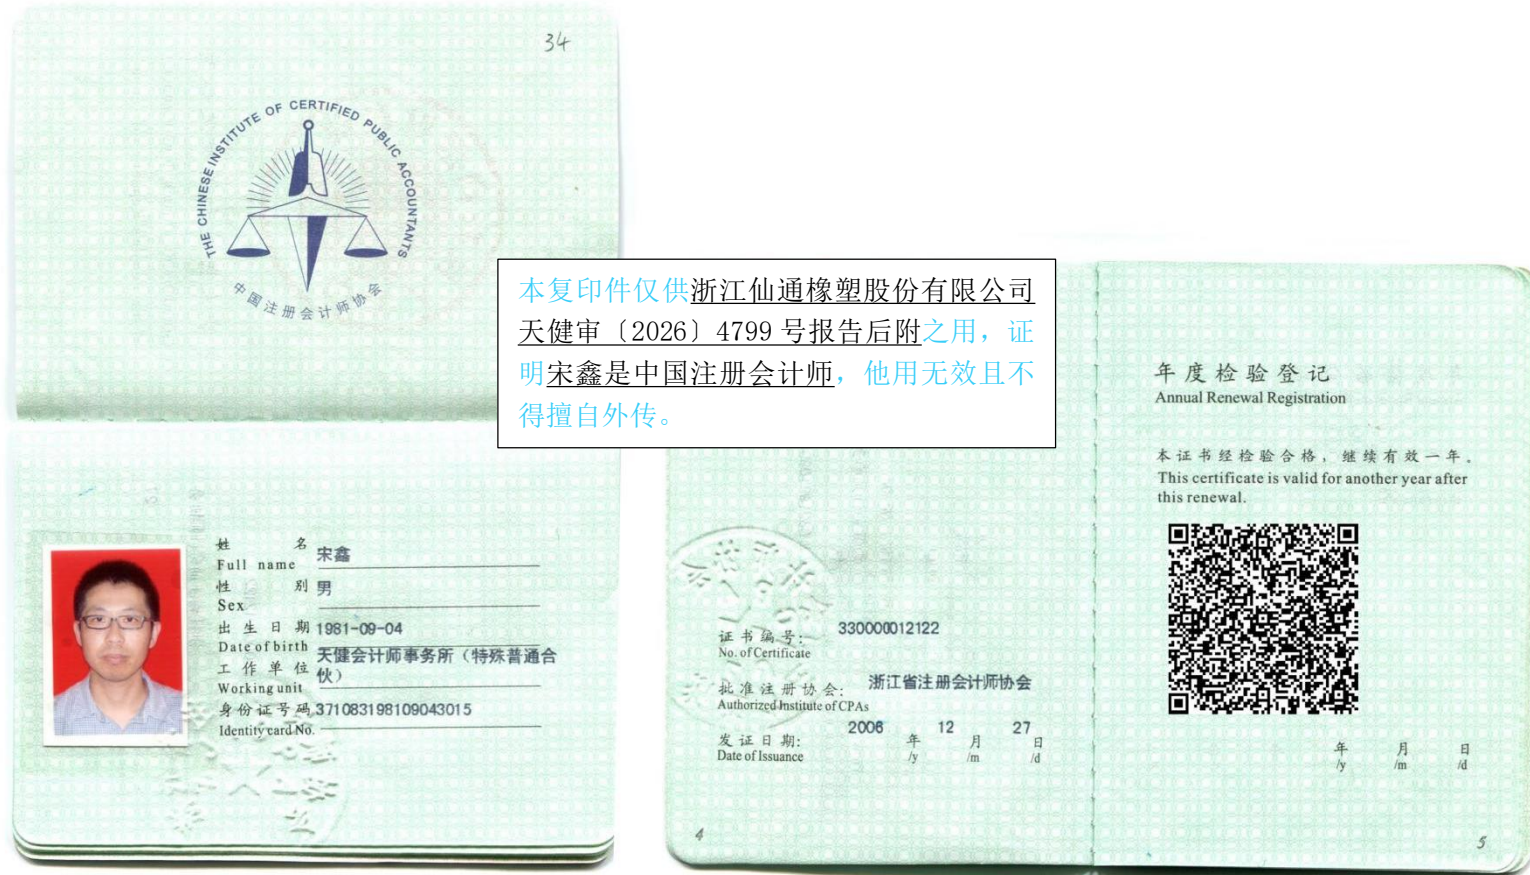 34
THE CHINESE INSTITUTE OF CERTIFIED PUBLIC ACCOUNTANTS
中国注册会计师协会
本复印件仅供浙江仙通橡塑股份有限公司
天健审〔2026〕4799 号报告后附之用，证
明宋鑫是中国注册会计师，他用无效且不
得擅自外传。
姓 名 宋鑫
Full name
性 别 男
Sex
出生日期 1981-09-04
Date of birth
工作单位 天健会计师事务所（特殊普通合
伙）
Working unit
身份证号码 371083198109043015
Identity card No.
证书编号: 330000012122
No. of Certificate
批准注册协会: 浙江省注册会计师协会
Authorized Institute of CPAs
发证日期: 2006 年 12 月 27 日
Date of Issuance /y /m /d
4
年度检验登记
Annual Renewal Registration
本证书经检验合格，继续有效一年。
This certificate is valid for another year after
this renewal.
年 月 日
/y /m /d
5